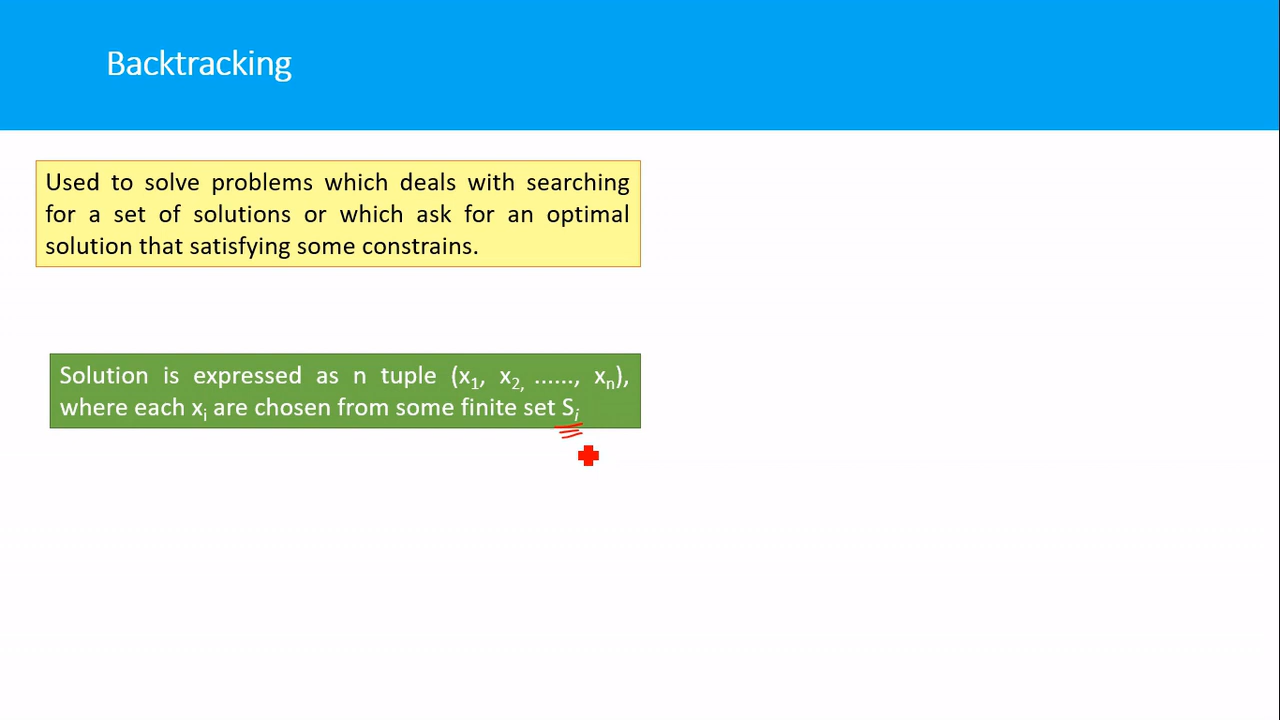 Backtracking
Used to solve problems which deals with searching
for a set of solutions or which ask for an optimal
solution that satisfying some constrains.
Solution is expressed as n tuple (x₁, x₂, ......, xₙ),
where each xᵢ are chosen from some finite set Sᵢ